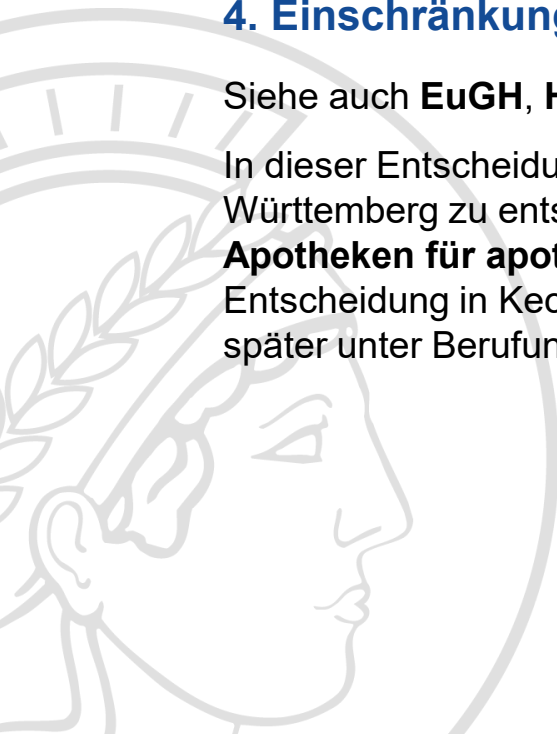 4. Einschränkung
Siehe auch EuGH, H
In dieser Entscheidu
Württemberg zu ents
Apotheken für apot
Entscheidung in Kec
später unter Berufun